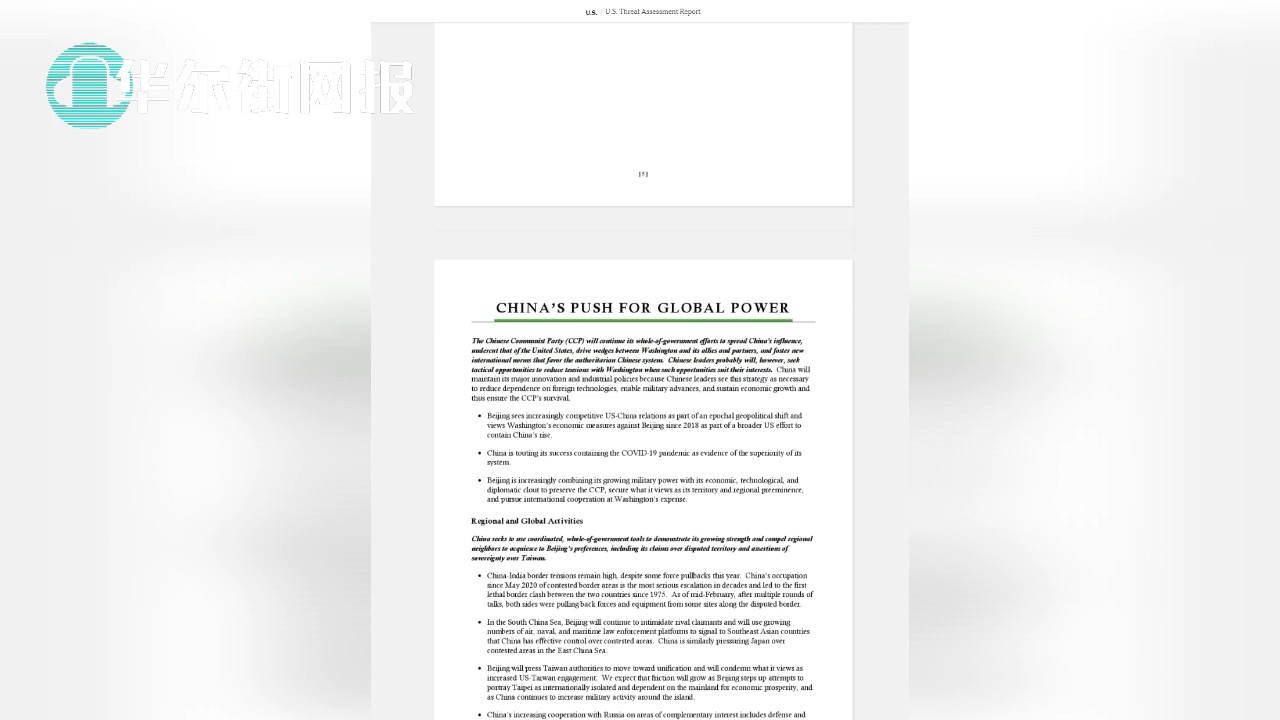 U.S. | U.S. Threat Assessment Report
华尔街网报
[ 5 ]
CHINA'S PUSH FOR GLOBAL POWER
The Chinese Communist Party (CCP) will continue its whole-of-government efforts to spread China's influence,
undercut that of the United States, drive wedges between Washington and its allies and partners, and foster new
international norms that favor the authoritarian Chinese system. Chinese leaders probably will, however, seek
tactical opportunities to reduce tensions with Washington when such opportunities suit their interests. China will
maintain its major innovation and industrial policies because Chinese leaders see this strategy as necessary
to reduce dependence on foreign technologies, enable military advances, and sustain economic growth and
thus ensure the CCP's survival.
• Beijing sees increasingly competitive US-China relations as part of an epochal geopolitical shift and
views Washington's economic measures against Beijing since 2018 as part of a broader US effort to
contain China's rise.
• China is touting its success containing the COVID-19 pandemic as evidence of the superiority of its
system.
• Beijing is increasingly combining its growing military power with its economic, technological, and
diplomatic clout to preserve the CCP, secure what it views as its territory and regional preeminence,
and pursue international cooperation at Washington's expense.
Regional and Global Activities
China seeks to use coordinated, whole-of-government tools to demonstrate its growing strength and compel regional
neighbors to acquiesce to Beijing's preferences, including its claims over disputed territory and assertions of
sovereignty over Taiwan.
• China-India border tensions remain high, despite some force pullbacks this year. China's occupation
since May 2020 of contested border areas is the most serious escalation in decades and led to the first
lethal border clash between the two countries since 1975. As of mid-February, after multiple rounds of
talks, both sides were pulling back forces and equipment from some sites along the disputed border.
• In the South China Sea, Beijing will continue to intimidate rival claimants and will use growing
numbers of air, naval, and maritime law enforcement platforms to signal to Southeast Asian countries
that China has effective control over contested areas. China is similarly pressuring Japan over
contested areas in the East China Sea.
• Beijing will press Taiwan authorities to move toward unification and will condemn what it views as
increased US-Taiwan engagement. We expect that friction will grow as Beijing steps up attempts to
portray Taipei as internationally isolated and dependent on the mainland for economic prosperity, and
as China continues to increase military activity around the island.
• China's increasing cooperation with Russia on areas of complementary interest includes defense and